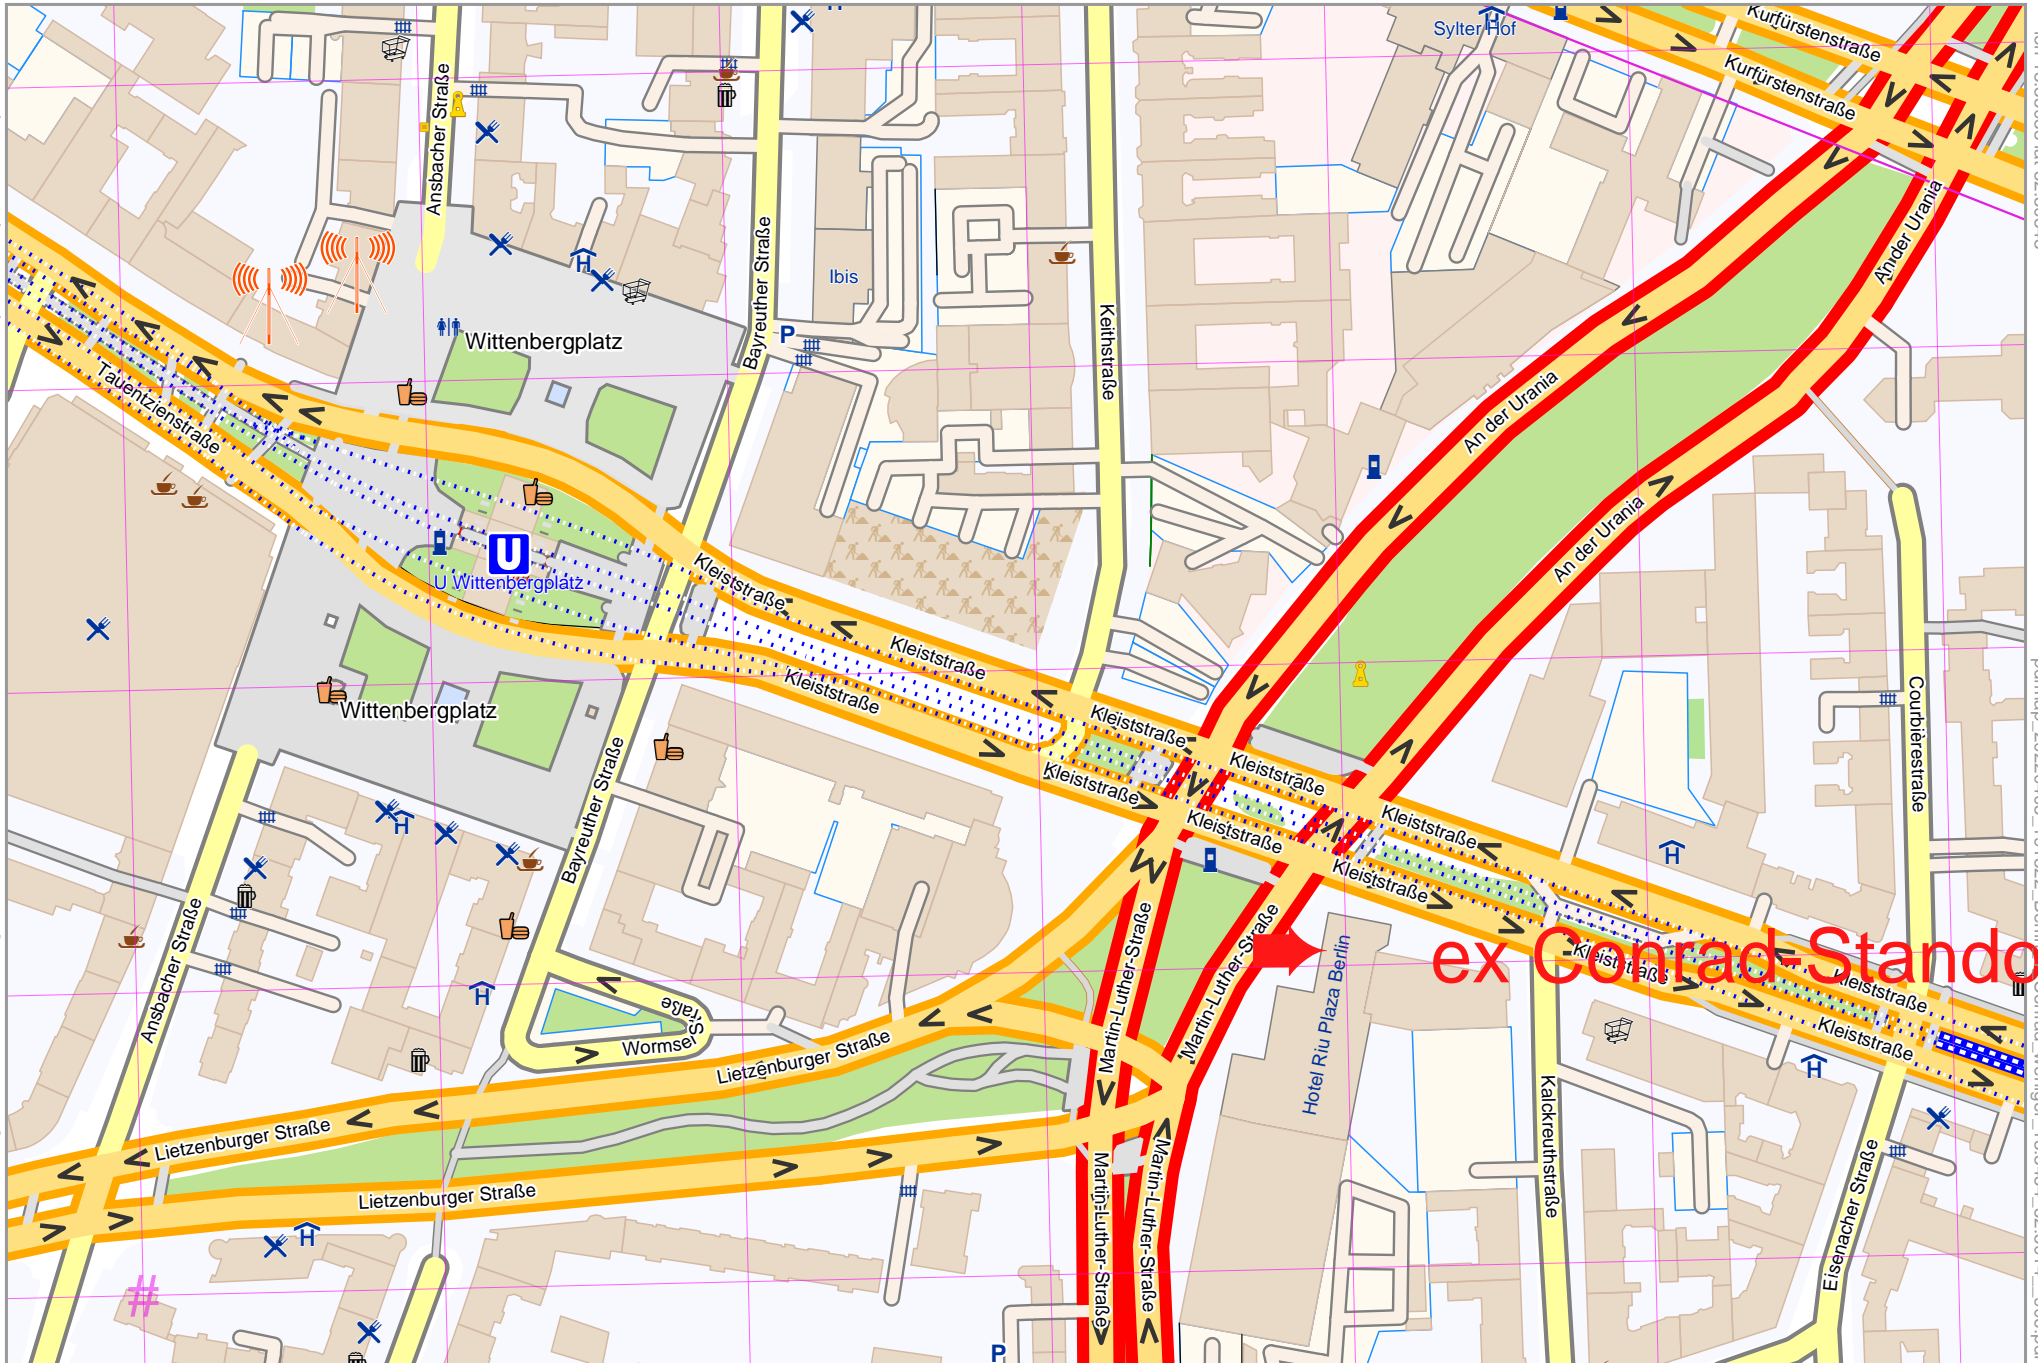 Sylter Hof
Kurfürstenstraße
Kurfürstenstraße
Ansbacher Straße
Bayreuther Straße
An der Urania
Ibis
P
Wittenbergplatz
Keithstraße
Tauentzienstraße
An der Urania
An der Urania
U
U Wittenbergplatz
Kleiststraße
Kleiststraße
Kleiststraße
Wittenbergplatz
Kleiststraße
Kleiststraße
Kleiststraße
Kleiststraße
Kleiststraße
Kleiststraße
Courbièrestraße
Bayreuther Straße
Ansbacher Straße
Martin-Luther-Straße
Martin-Luther-Straße
Hotel Riu Plaza Berlin
ex Conrad-Stando
Kleiststraße
Kleiststraße
Kleiststraße
Wormser Straße
Lietzenburger Straße
Lietzenburger Straße
Lietzenburger Straße
Kalckreuthstraße
Eisenacher Straße
Martin-Luther-Straße
Martin-Luther-Straße
#
P